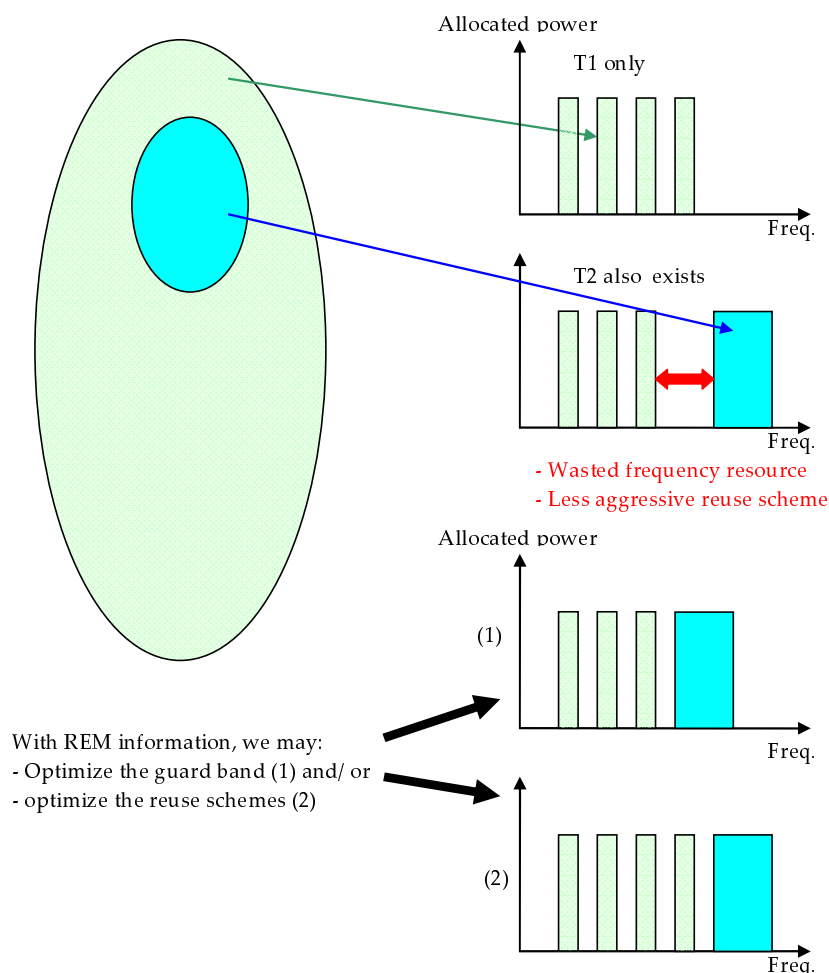 Allocated power
T1 only
Freq.
T2 also exists
Freq.
- Wasted frequency resource
- Less aggressive reuse scheme
Allocated power
(1)
Freq.
With REM information, we may:
- Optimize the guard band (1) and/ or
- optimize the reuse schemes (2)
(2)
Freq.